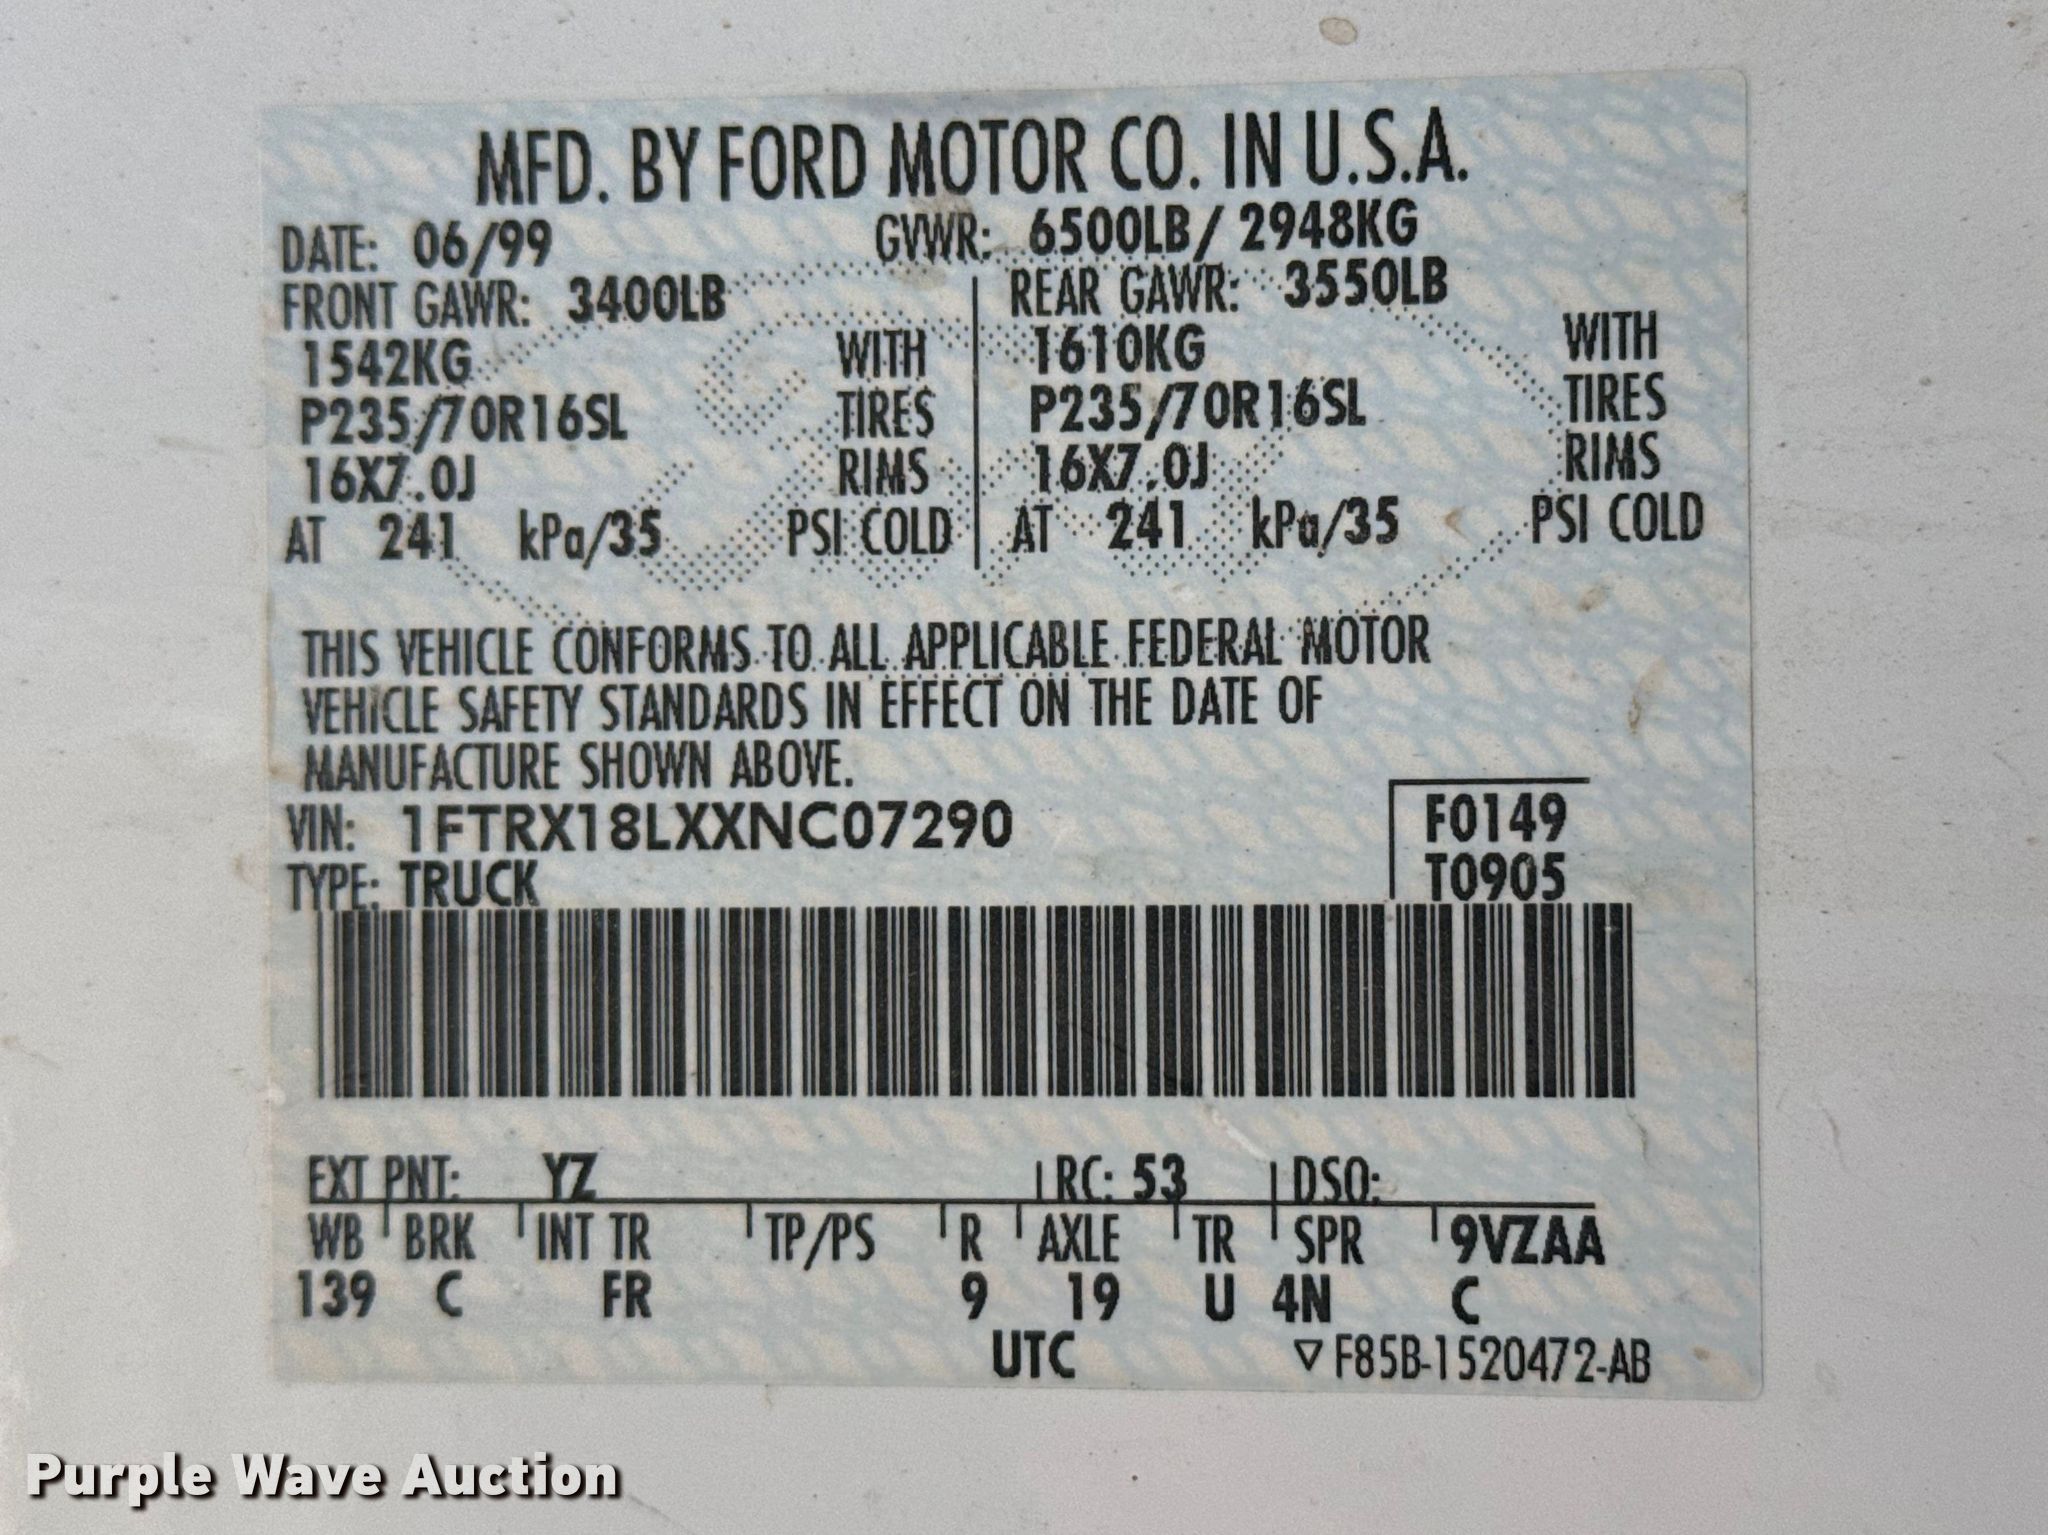 MFD. BY FORD MOTOR CO. IN U.S.A.
DATE: 06/99 GVWR: 6500LB/ 2948KG
FRONT GAWR: 3400LB REAR GAWR: 3550LB
1542KG WITH 1610KG WITH
P235/70R16SL TIRES P235/70R16SL TIRES
16X7.0J RIMS 16X7.0J RIMS
AT 241 kPa/35 PSI COLD AT 241 kPa/35 PSI COLD
THIS VEHICLE CONFORMS TO ALL APPLICABLE FEDERAL MOTOR
VEHICLE SAFETY STANDARDS IN EFFECT ON THE DATE OF
MANUFACTURE SHOWN ABOVE.
VIN: 1FTRX18LXXNC07290 F0149
TYPE: TRUCK T0905
EXT PNT: YZ RC: 53 DSO:
WB BRK INT TR TP/PS R AXLE TR SPR 9VZAA
139 C FR 9 19 U 4N C
UTC ▽ F85B-1520472-AB
Purple Wave Auction